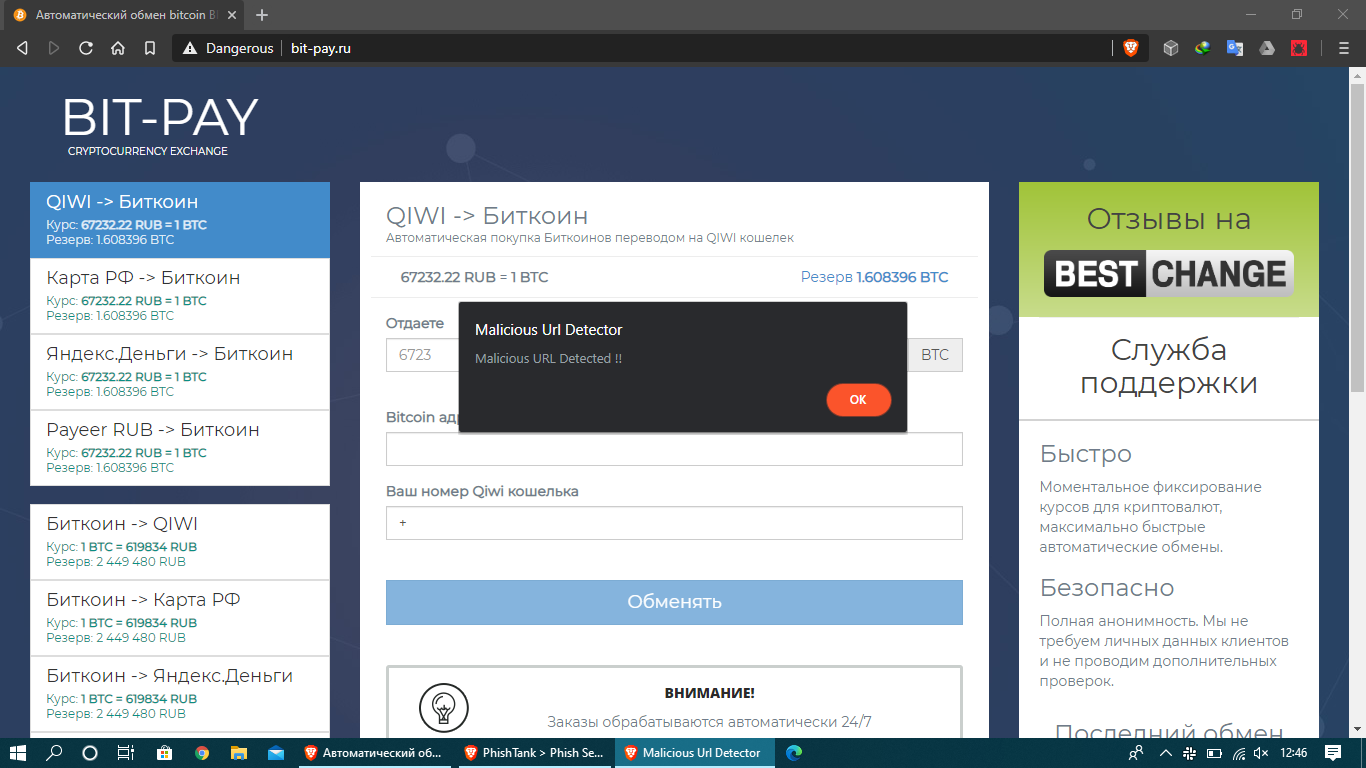 Автоматический обмен bitcoin B
Dangerous
bit-pay.ru
BIT-PAY
CRYPTOCURRENCY EXCHANGE
QIWI -> Биткоин
Курс: 67232.22 RUB = 1 BTC
Резерв: 1.608396 BTC
Карта РФ -> Биткоин
Курс: 67232.22 RUB = 1 BTC
Резерв: 1.608396 BTC
Яндекс.Деньги -> Биткоин
Курс: 67232.22 RUB = 1 BTC
Резерв: 1.608396 BTC
Payeer RUB -> Биткоин
Курс: 67232.22 RUB = 1 BTC
Резерв: 1.608396 BTC
Биткоин -> QIWI
Курс: 1 BTC = 619834 RUB
Резерв: 2 449 480 RUB
Биткоин -> Карта РФ
Курс: 1 BTC = 619834 RUB
Резерв: 2 449 480 RUB
Биткоин -> Яндекс.Деньги
Курс: 1 BTC = 619834 RUB
Резерв: 2 449 480 RUB
QIWI -> Биткоин
Автоматическая покупка Биткоинов переводом на QIWI кошелек
67232.22 RUB = 1 BTC
Резерв 1.608396 BTC
Отдаете
6723
BTC
Malicious Url Detector
Malicious URL Detected !!
OK
Bitcoin ад
Ваш номер Qiwi кошелька
+
Обменять
ВНИМАНИЕ!
Заказы обрабатываются автоматически 24/7
Отзывы на
BEST CHANGE
Служба
поддержки
Быстро
Моментальное фиксирование
курсов для криптовалют,
максимально быстрые
автоматические обмены.
Безопасно
Полная анонимность. Мы не
требуем личных данных клиентов
и не проводим дополнительных
проверок.
Последний обмен
Автоматический об...
PhishTank > Phish Se...
Malicious Url Detector
12:46